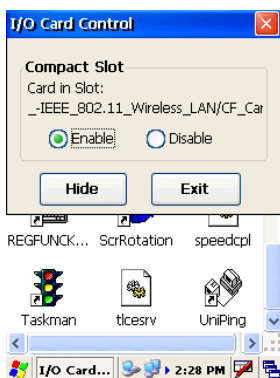 I/O Card Control
Compact Slot
Card in Slot:
_-IEEE_802.11_Wireless_LAN/CF_Car
Enable Disable
Hide Exit
REGFUNCK... ScrRotation speedcpl
Taskman tlcesrv UniPing
I/O Card... 2:28 PM